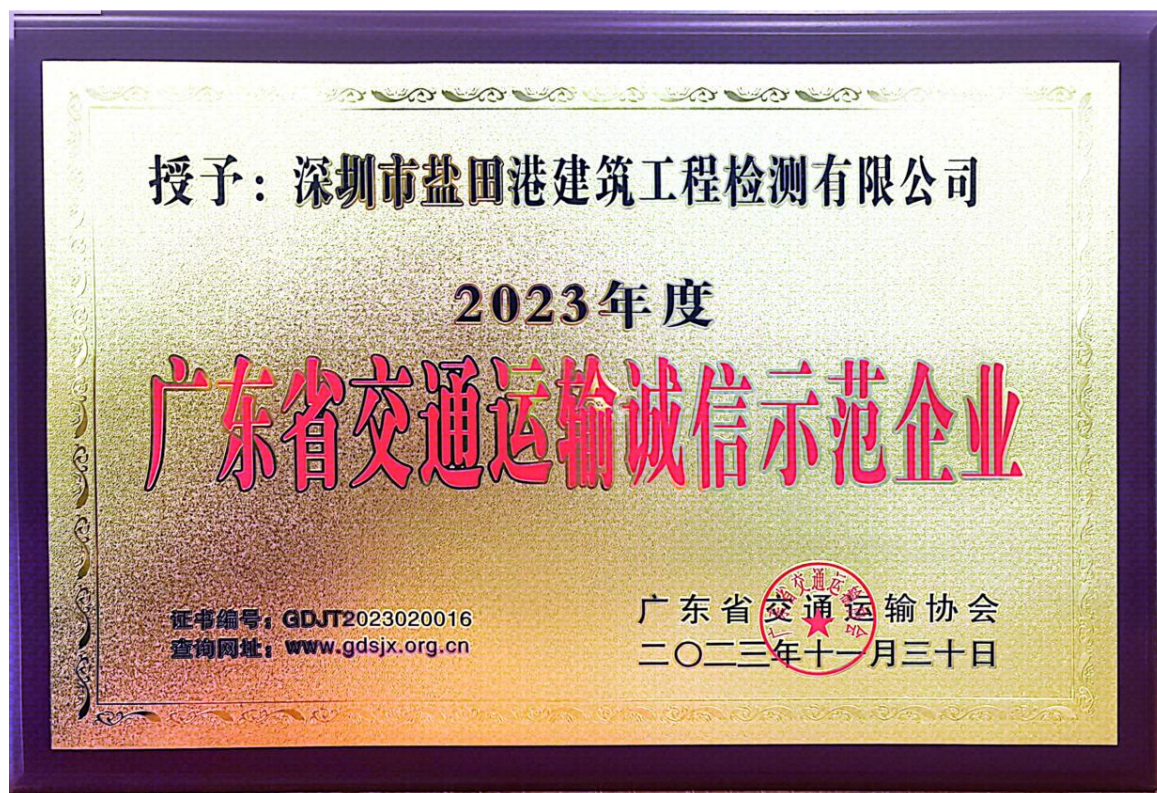 授予：深圳市盐田港建筑工程检测有限公司
2023年度
广东省交通运输诚信示范企业
证书编号：GDJT2023020016
查询网址：www.gdsjx.org.cn
广东省交通运输协会
二〇二三年十一月三十日